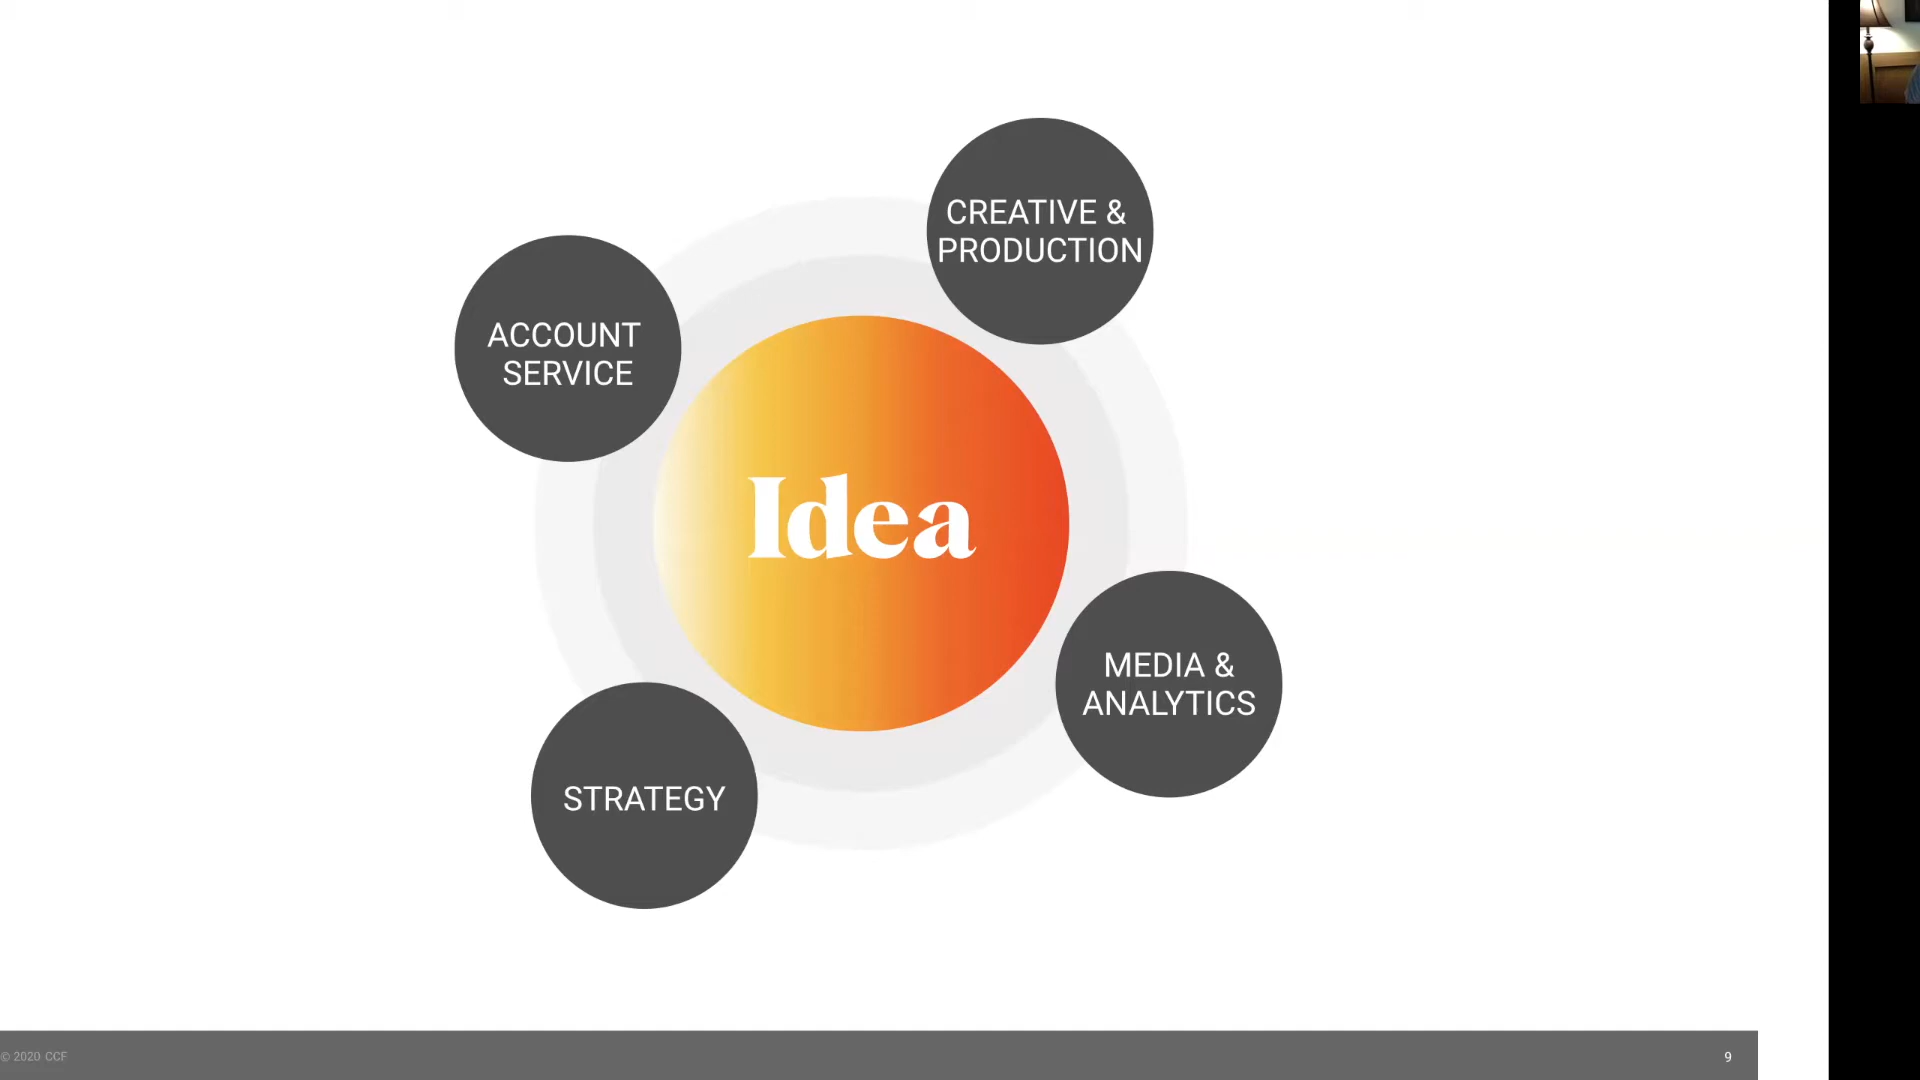 CREATIVE &
PRODUCTION
ACCOUNT
SERVICE
Idea
MEDIA &
ANALYTICS
STRATEGY
© 2020 CCF
9